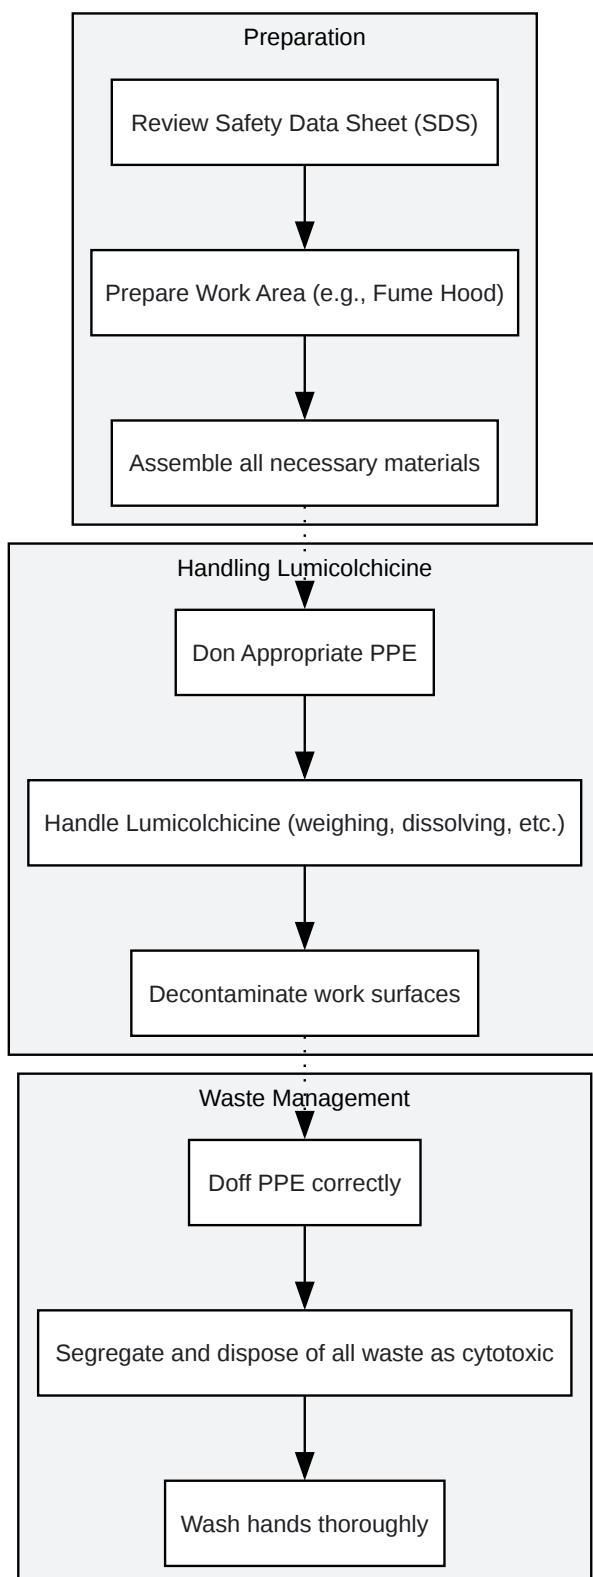 Preparation
Review Safety Data Sheet (SDS)
Prepare Work Area (e.g., Fume Hood)
Assemble all necessary materials
Handling Lumicolchicine
Don Appropriate PPE
Handle Lumicolchicine (weighing, dissolving, etc.)
Decontaminate work surfaces
Waste Management
Doff PPE correctly
Segregate and dispose of all waste as cytotoxic
Wash hands thoroughly